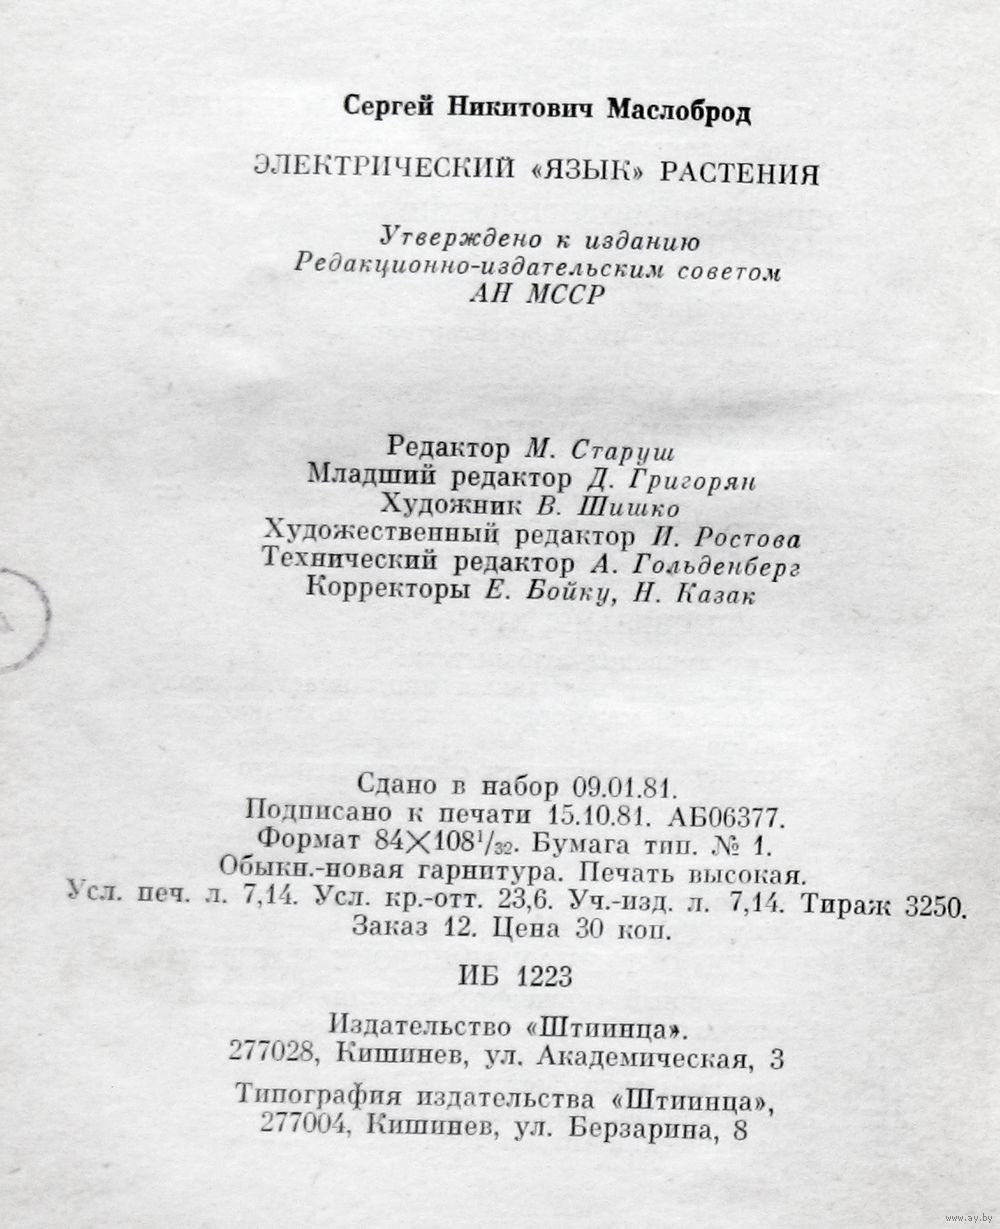 Сергей Никитович Маслоброд
ЭЛЕКТРИЧЕСКИЙ «ЯЗЫК» РАСТЕНИЯ
Утверждено к изданию
Редакционно-издательским советом
АН МССР
Редактор М. Старуш
Младший редактор Д. Григорян
Художник В. Шишко
Художественный редактор И. Ростова
Технический редактор А. Гольденберг
Корректоры Е. Бойку, Н. Казак
Сдано в набор 09.01.81.
Подписано к печати 15.10.81. АБ06377.
Формат 84×108¹/₃₂. Бумага тип. № 1.
Обыкн.-новая гарнитура. Печать высокая.
Усл. печ. л. 7,14. Усл. кр.-отт. 23,6. Уч.-изд. л. 7,14. Тираж 3250.
Заказ 12. Цена 30 коп.
ИБ 1223
Издательство «Штиинца».
277028, Кишинев, ул. Академическая, 3
Типография издательства «Штиинца»,
277004, Кишинев, ул. Берзарина, 8
www.ay.by